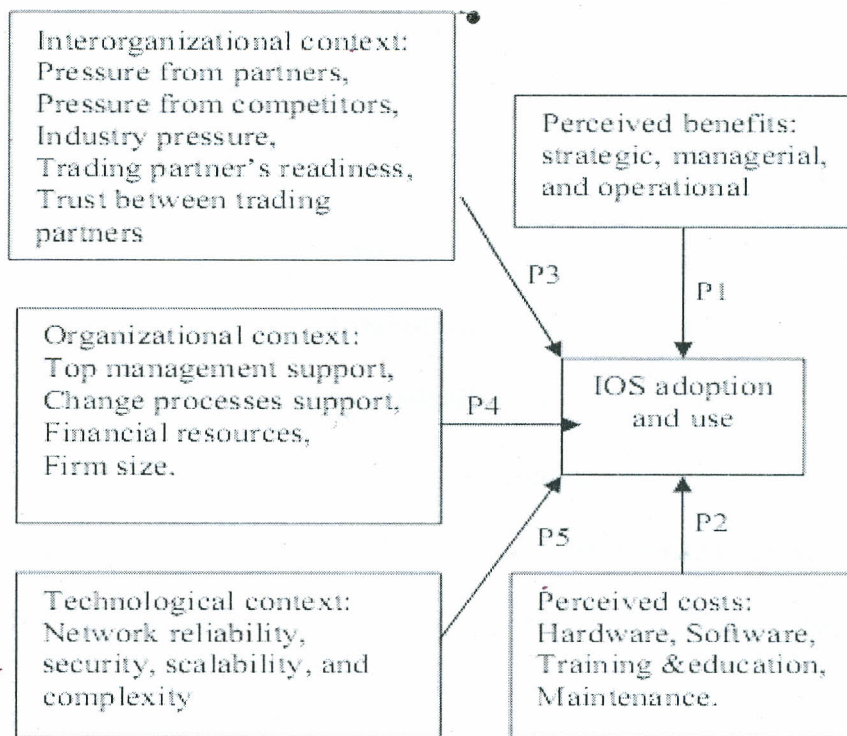 Interorganizational context:
Pressure from partners,
Pressure from competitors,
Industry pressure,
Trading partner's readiness,
Trust between trading
partners
Perceived benefits:
strategic, managerial,
and operational
P3
P1
Organizational context:
Top management support,
Change processes support,
Financial resources,
Firm size.
P4
IOS adoption
and use
P5
P2
Technological context:
Network reliability,
security, scalability, and
complexity
Perceived costs:
Hardware, Software,
Training &education,
Maintenance.